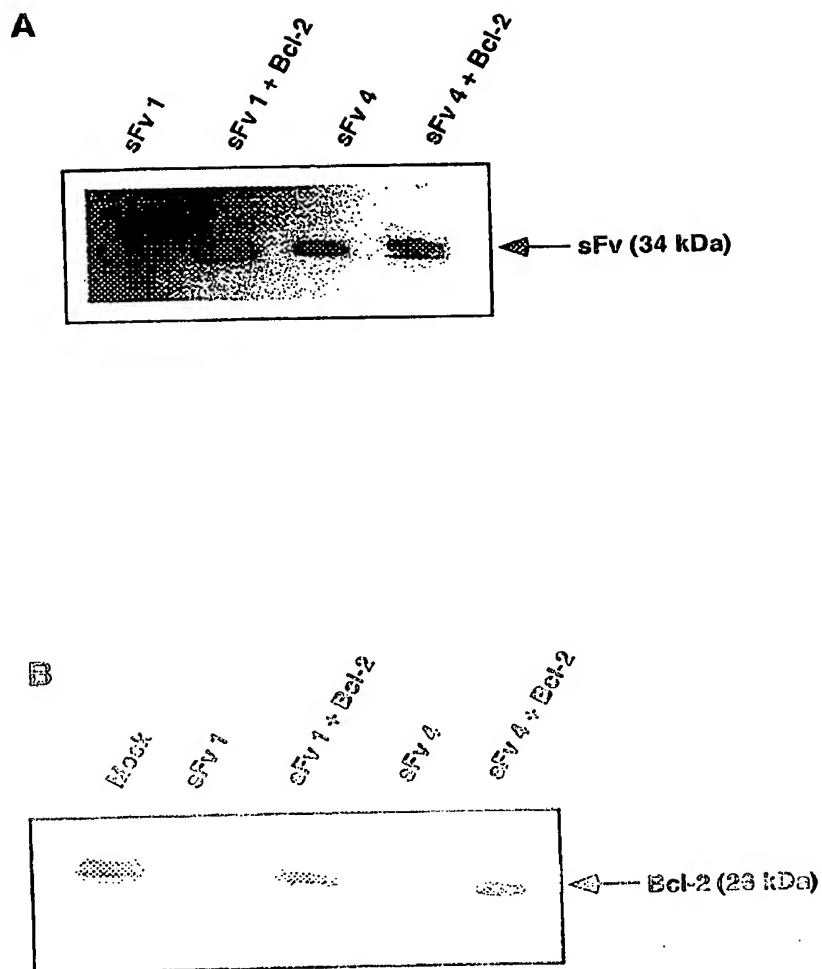 A
sFv 1
sFv 1 + Bcl-2
sFv 4
sFv 4 + Bcl-2
sFv (34 kDa)
B
Mock
sFv 1
sFv 1 + Bcl-2
sFv 4
sFv 4 + Bcl-2
Bcl-2 (26 kDa)